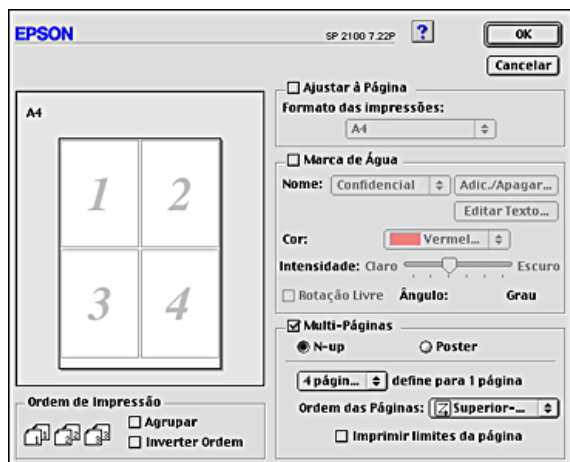 EPSON
SP 2100 7.22P
?
OK
Cancelar
A4
1 2
3 4
Ordem de Impressão
Agrupar
Inverter Ordem
Ajustar à Página
Formato das impressões:
A4
Marca de Água
Nome: Confidencial Adic./Apagar...
Editar Texto...
Cor: Vermel...
Intensidade: Claro Escuro
Rotação Livre Ângulo: Grau
Multi-Páginas
N-up Poster
4 págin... define para 1 página
Ordem das Páginas: Superior-...
Imprimir limites da página